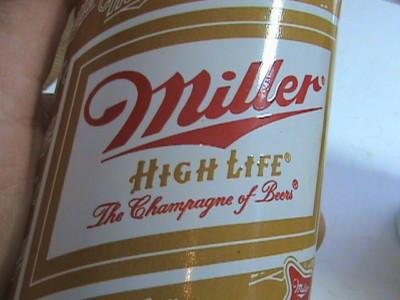 Miller
HIGH LIFE®
The Champagne of Beers®